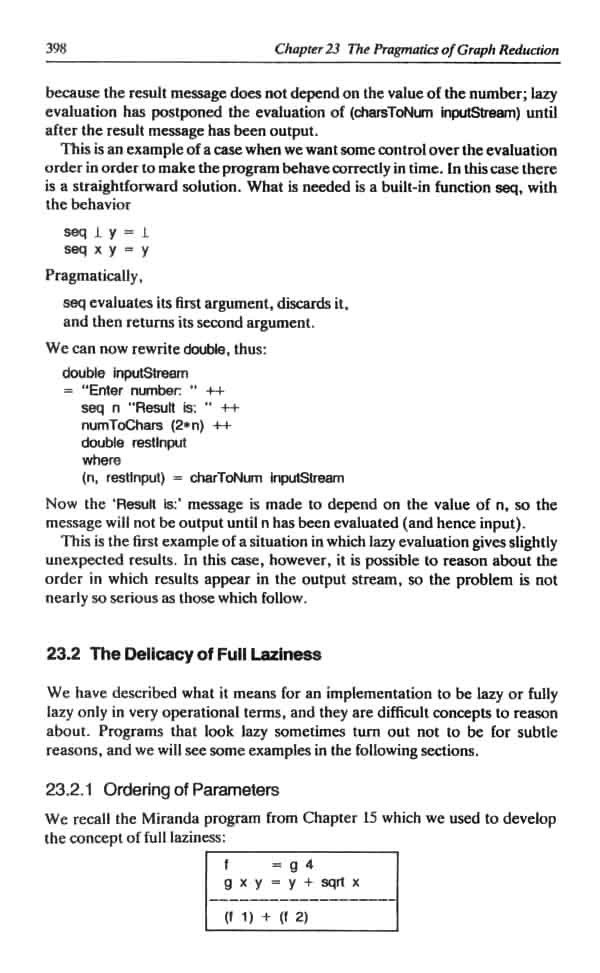 398 Chapter 23 The Pragmatics of Graph Reduction
because the result message does not depend on the value of the number; lazy
evaluation has postponed the evaluation of (charsToNum inputStream) until
after the result message has been output.
This is an example of a case when we want some control over the evaluation
order in order to make the program behave correctly in time. In this case there
is a straightforward solution. What is needed is a built-in function seq, with
the behavior
seq ⊥ y = ⊥
seq x y = y
Pragmatically,
seq evaluates its first argument, discards it,
and then returns its second argument.
We can now rewrite double, thus:
double inputStream
= "Enter number: " ++
seq n "Result is: " ++
numToChars (2*n) ++
double restInput
where
(n, restInput) = charToNum inputStream
Now the 'Result is:' message is made to depend on the value of n, so the
message will not be output until n has been evaluated (and hence input).
This is the first example of a situation in which lazy evaluation gives slightly
unexpected results. In this case, however, it is possible to reason about the
order in which results appear in the output stream, so the problem is not
nearly so serious as those which follow.
23.2 The Delicacy of Full Laziness
We have described what it means for an implementation to be lazy or fully
lazy only in very operational terms, and they are difficult concepts to reason
about. Programs that look lazy sometimes turn out not to be for subtle
reasons, and we will see some examples in the following sections.
23.2.1 Ordering of Parameters
We recall the Miranda program from Chapter 15 which we used to develop
the concept of full laziness:
f = g 4
g x y = y + sqrt x
(f 1) + (f 2)